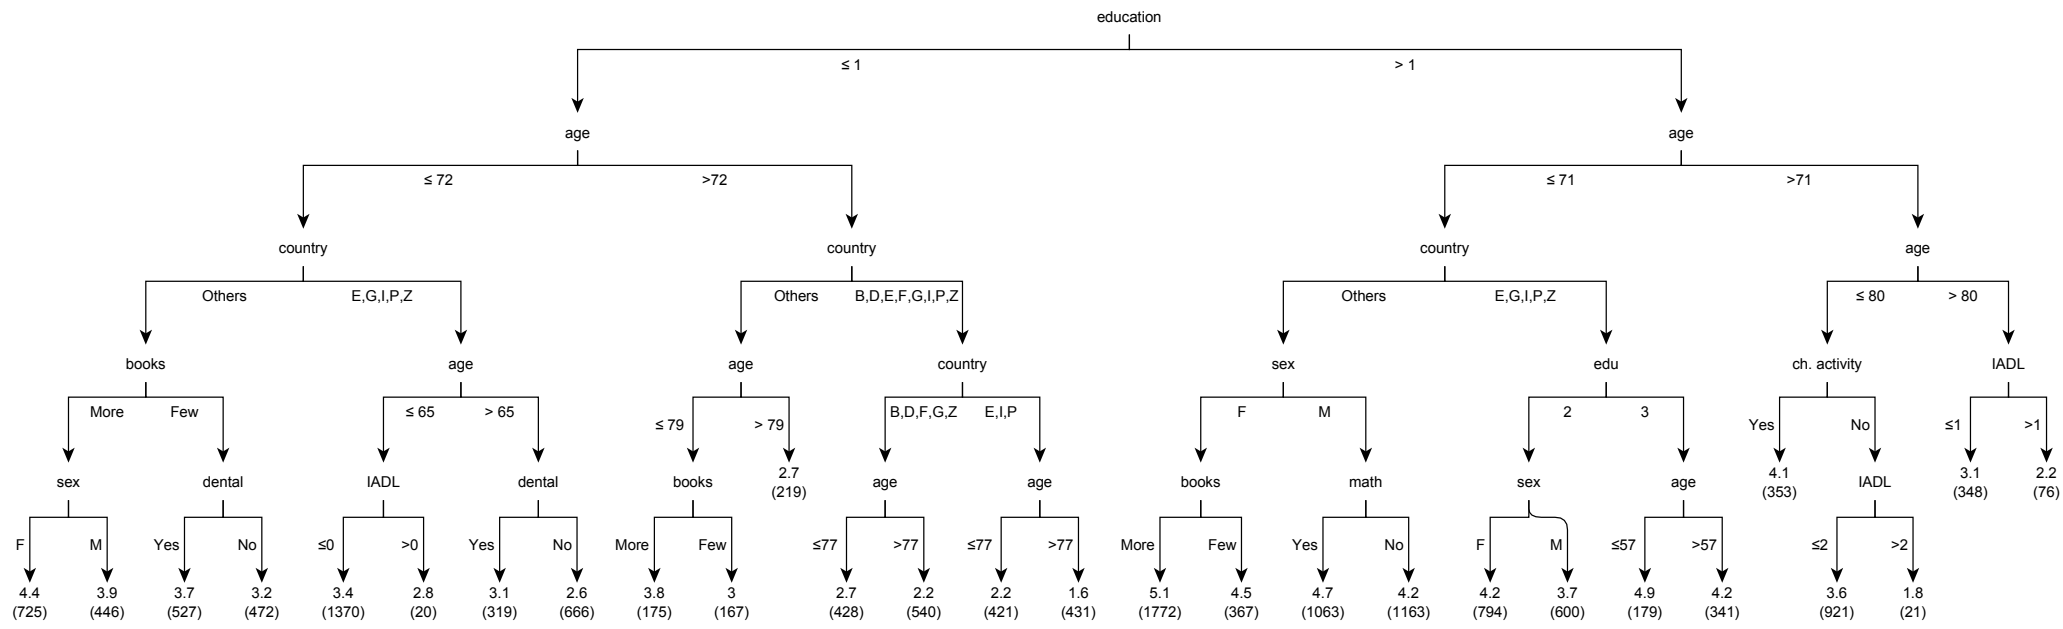 education
≤ 1 > 1
age age
≤ 72 >72 ≤ 71 >71
country country country age
Others E,G,I,P,Z Others B,D,E,F,G,I,P,Z Others E,G,I,P,Z ≤ 80 > 80
books age age country sex edu ch. activity IADL
More Few ≤ 65 > 65 ≤ 79 > 79 B,D,F,G,Z E,I,P F M 2 3 Yes No ≤1 >1
2.7 4.1 3.1 2.2
(219) (353) (348) (76)
sex dental IADL dental books age age books math sex age IADL
F M Yes No ≤0 >0 Yes No More Few ≤77 >77 ≤77 >77 More Few Yes No F M ≤57 >57 ≤2 >2
4.4 3.9 3.7 3.2 3.4 2.8 3.1 2.6 3.8 3 2.7 2.2 2.2 1.6 5.1 4.5 4.7 4.2 4.2 3.7 4.9 4.2 3.6 1.8
(725) (446) (527) (472) (1370) (20) (319) (666) (175) (167) (428) (540) (421) (431) (1772) (367) (1063) (1163) (794) (600) (179) (341) (921) (21)